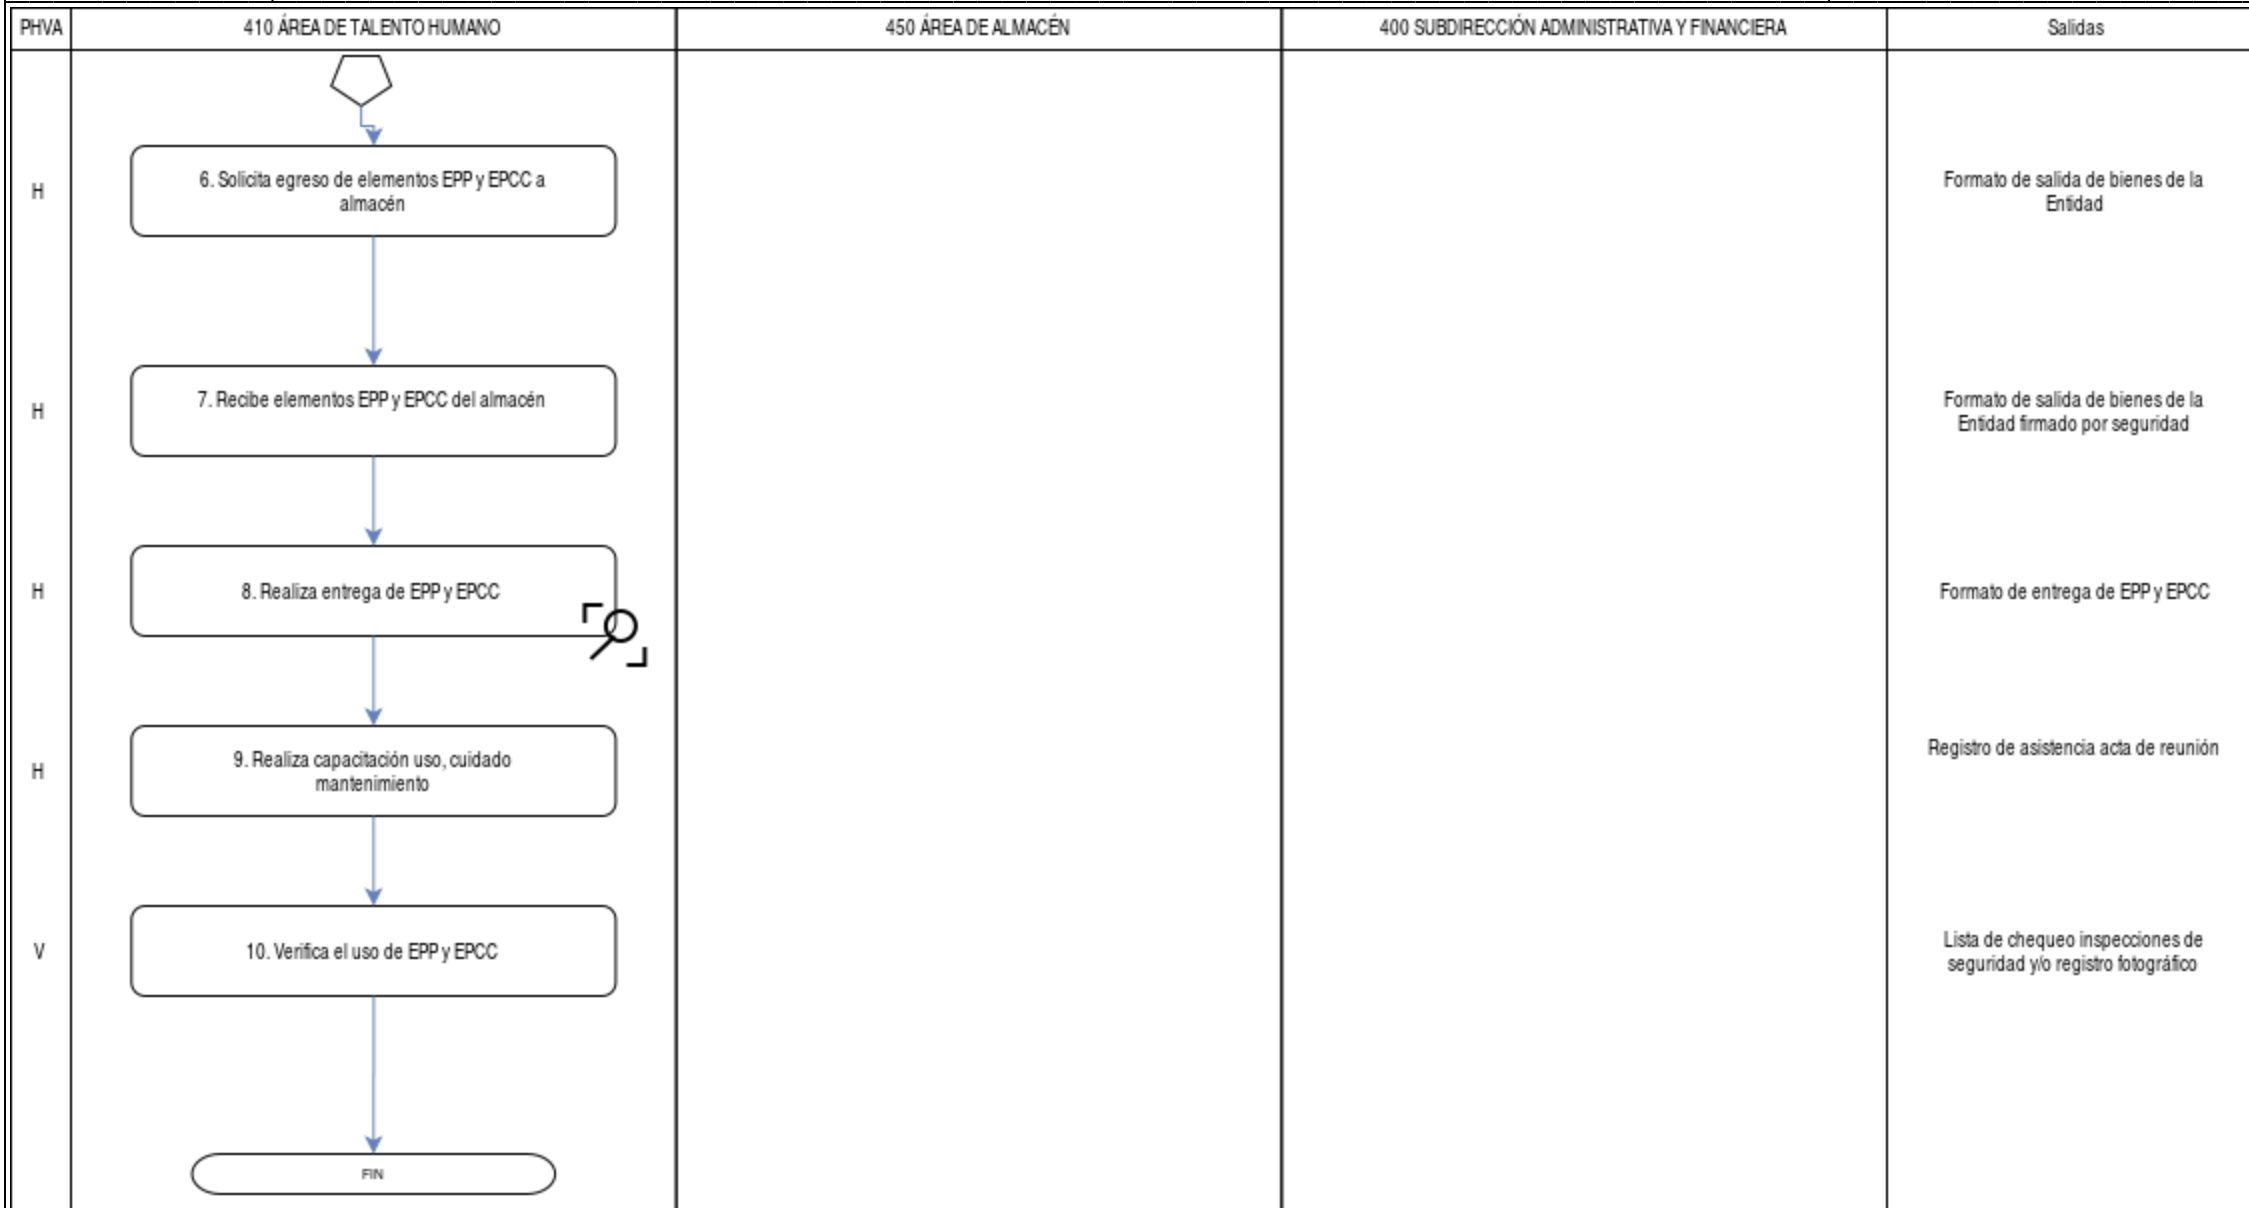 PHVA
410 ÁREA DE TALENTO HUMANO
450 ÁREA DE ALMACÉN
400 SUBDIRECCIÓN ADMINISTRATIVA Y FINANCIERA
Salidas
H
6. Solicita egreso de elementos EPP y EPCC a
almacén
Formato de salida de bienes de la
Entidad
H
7. Recibe elementos EPP y EPCC del almacén
Formato de salida de bienes de la
Entidad firmado por seguridad
H
8. Realiza entrega de EPP y EPCC
Formato de entrega de EPP y EPCC
H
9. Realiza capacitación uso, cuidado
mantenimiento
Registro de asistencia acta de reunión
V
10. Verifica el uso de EPP y EPCC
Lista de chequeo inspecciones de
seguridad y/o registro fotográfico
FIN